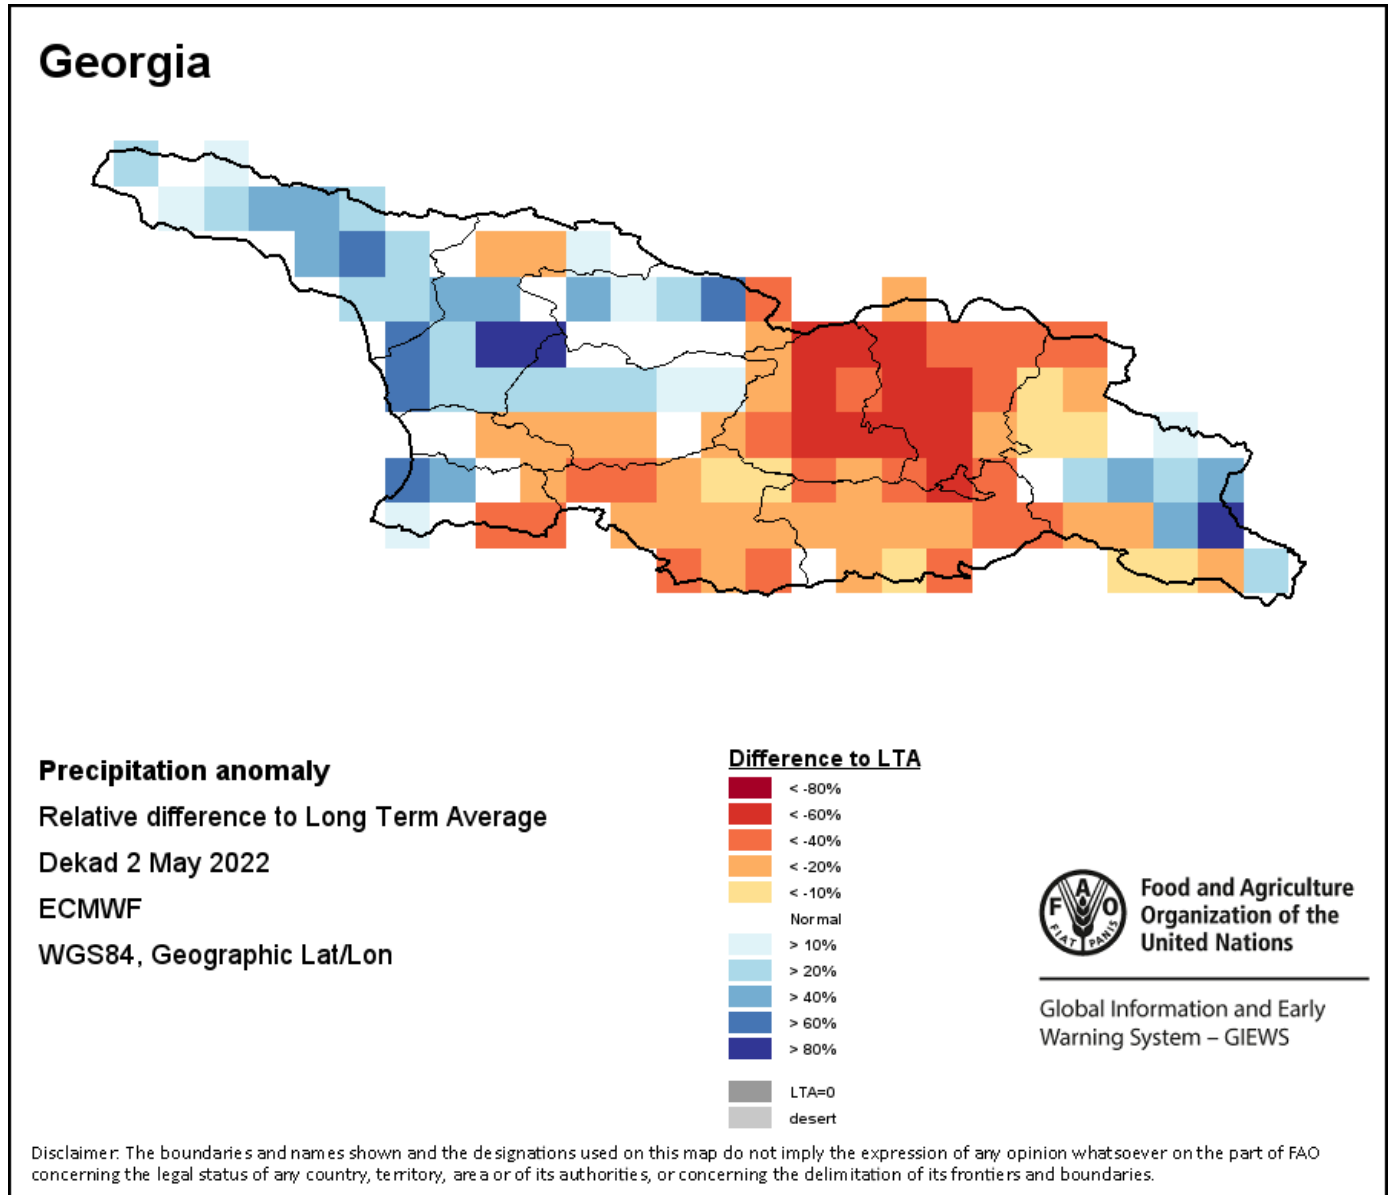 Georgia
Precipitation anomaly
Relative difference to Long Term Average
Dekad 2 May 2022
ECMWF
WGS84, Geographic Lat/Lon
Difference to LTA
< -80%
< -60%
< -40%
< -20%
< -10%
Normal
> 10%
> 20%
> 40%
> 60%
> 80%
LTA=0
desert
F A O
FIAT PANIS
Food and Agriculture
Organization of the
United Nations
Global Information and Early
Warning System – GIEWS
Disclaimer: The boundaries and names shown and the designations used on this map do not imply the expression of any opinion whatsoever on the part of FAO
concerning the legal status of any country, territory, area or of its authorities, or concerning the delimitation of its frontiers and boundaries.